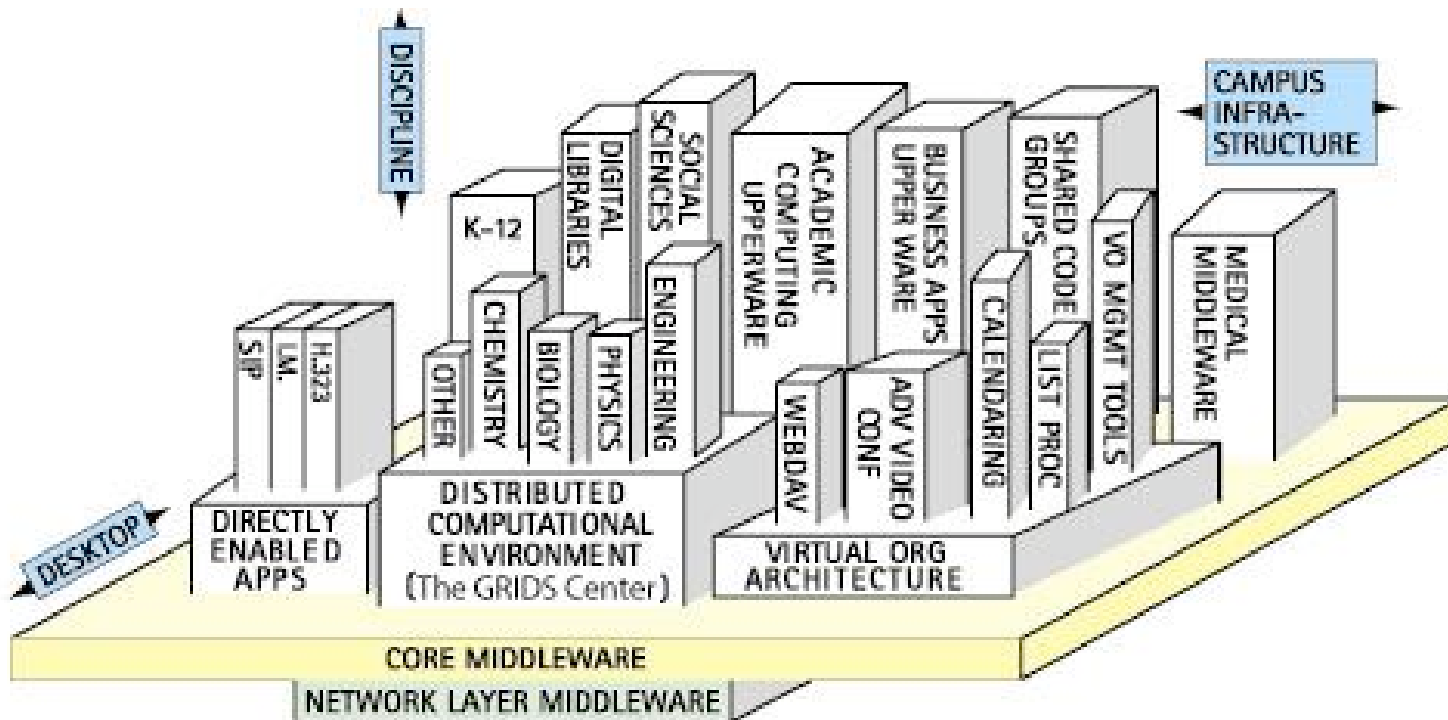 DISCIPLINE
CAMPUS
INFRA-
STRUCTURE
K-12
DIGITAL
LIBRARIES
SOCIAL
SCIENCES
ACADEMIC
COMPUTING
UPPERWARE
BUSINESS APPS
UPPER WARE
SHARED CODE
GROUPS
VO MGMT TOOLS
MEDICAL
MIDDLEWARE
SIP
I.M.
H.323
OTHER
CHEMISTRY
BIOLOGY
PHYSICS
ENGINEERING
WEBDAV
ADV VIDEO
CONF
CALENDARING
LIST PROC
DESKTOP
DIRECTLY
ENABLED
APPS
DISTRIBUTED
COMPUTATIONAL
ENVIRONMENT
(The GRIDS Center)
VIRTUAL ORG
ARCHITECTURE
CORE MIDDLEWARE
NETWORK LAYER MIDDLEWARE